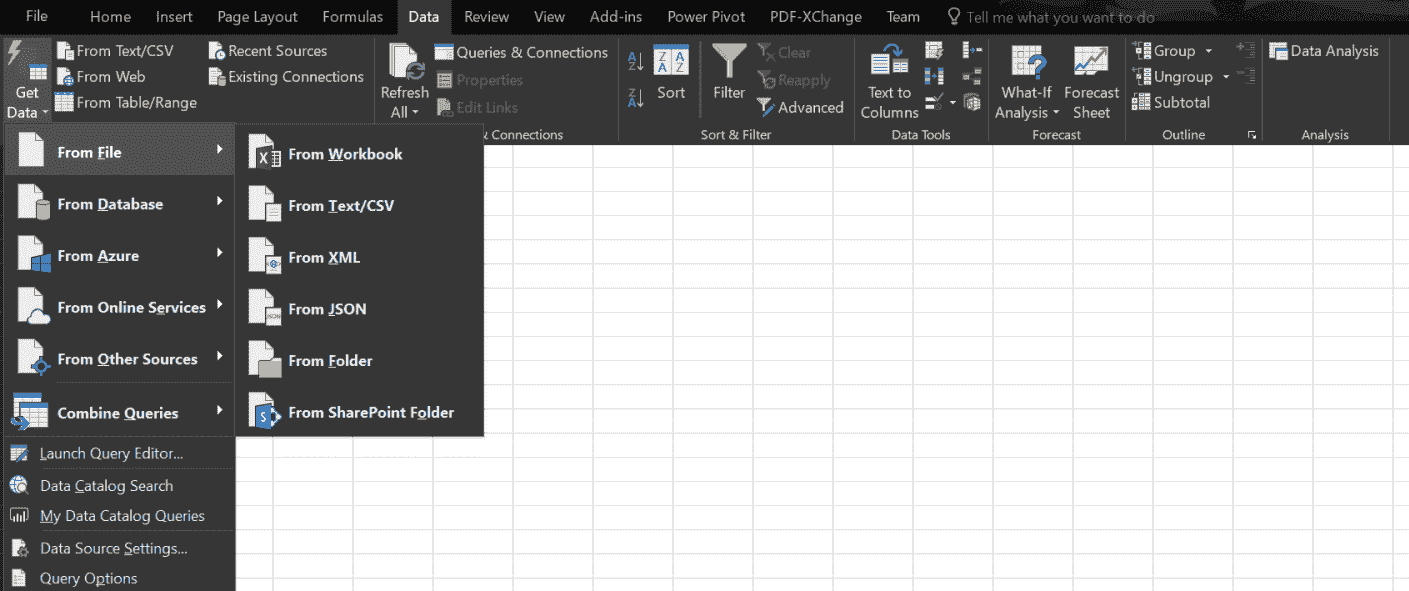 File Home Insert Page Layout Formulas Data Review View Add-ins Power Pivot PDF-XChange Team Tell me what you want to do
Get
Data
From Text/CSV
From Web
From Table/Range
Recent Sources
Existing Connections
Refresh
All
Queries & Connections
Properties
Edit Links
& Connections
Sort
Filter
Clear
Reapply
Advanced
Sort & Filter
Text to
Columns
Data Tools
What-If
Analysis
Forecast
Sheet
Forecast
Group
Ungroup
Subtotal
Outline
Data Analysis
Analysis
From File
From Database
From Azure
From Online Services
From Other Sources
Combine Queries
Launch Query Editor...
Data Catalog Search
My Data Catalog Queries
Data Source Settings...
Query Options
From Workbook
From Text/CSV
From XML
From JSON
From Folder
From SharePoint Folder